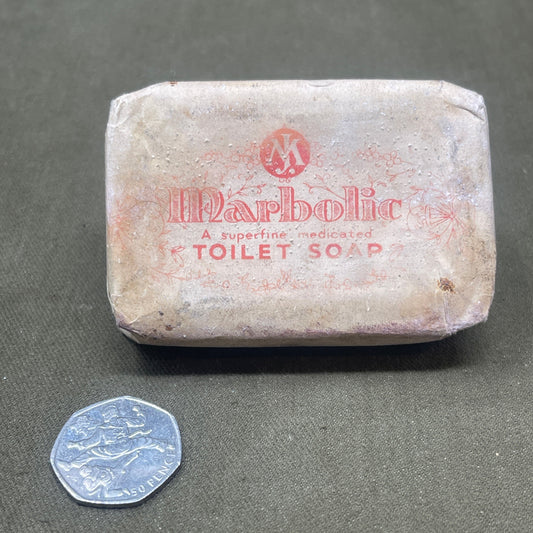 Marbolic
A superfine medicated
TOILET SOAP
50 PENCE